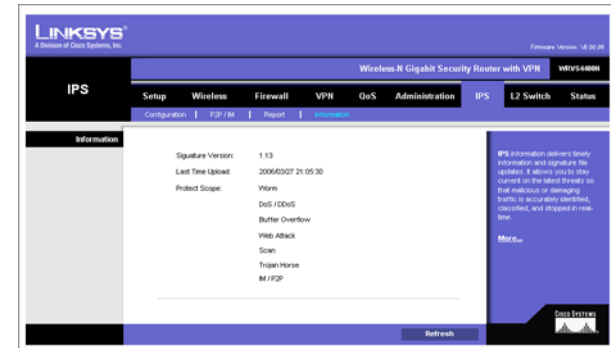 LINKSYS®
A Division of Cisco Systems, Inc.
Firmware Version: V0.00.05
Wireless-N Gigabit Security Router with VPN WRVS4400N
IPS
Setup Wireless Firewall VPN QoS Administration IPS L2 Switch Status
Configuration | P2P / IM | Report | Information
Information
Signature Version: 1.13
Last Time Upload: 2006/03/27 21:05:30
Protect Scope: Worm
DoS / DDoS
Buffer Overflow
Web Attack
Scan
Trojan Horse
IM / P2P
IPS information delivers timely
information and signature file
updates. It allows you to stay
current on the latest threats so
that malicious or damaging
traffic is accurately identified,
classified, and stopped in real-
time.
More...
Refresh
CISCO SYSTEMS